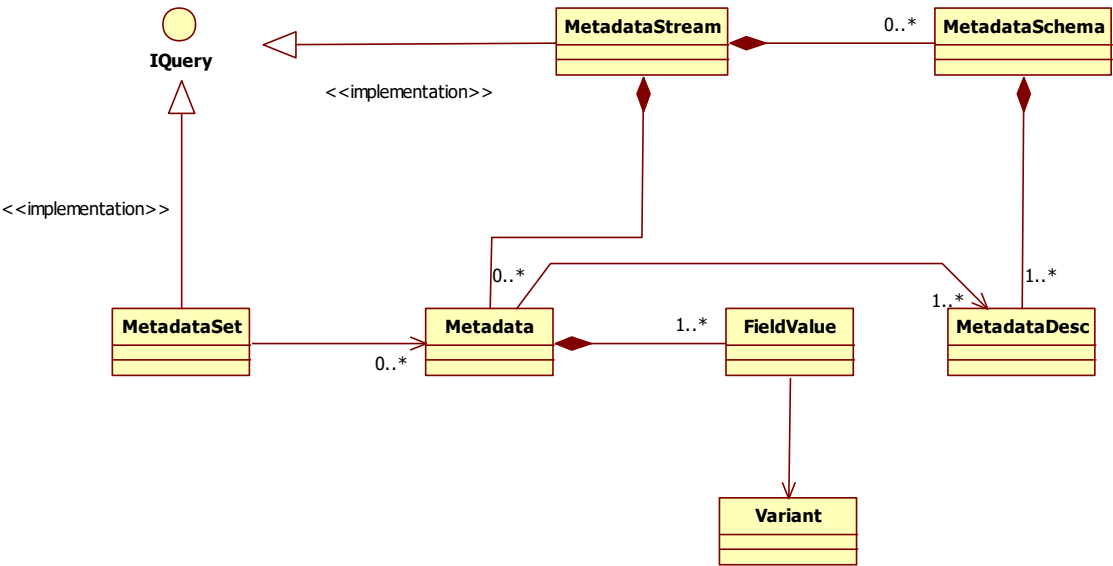 MetadataStream
0..*
MetadataSchema
IQuery
<<implementation>>
<<implementation>>
0..*
1..*
1..*
MetadataSet
Metadata
1..*
FieldValue
MetadataDesc
0..*
Variant